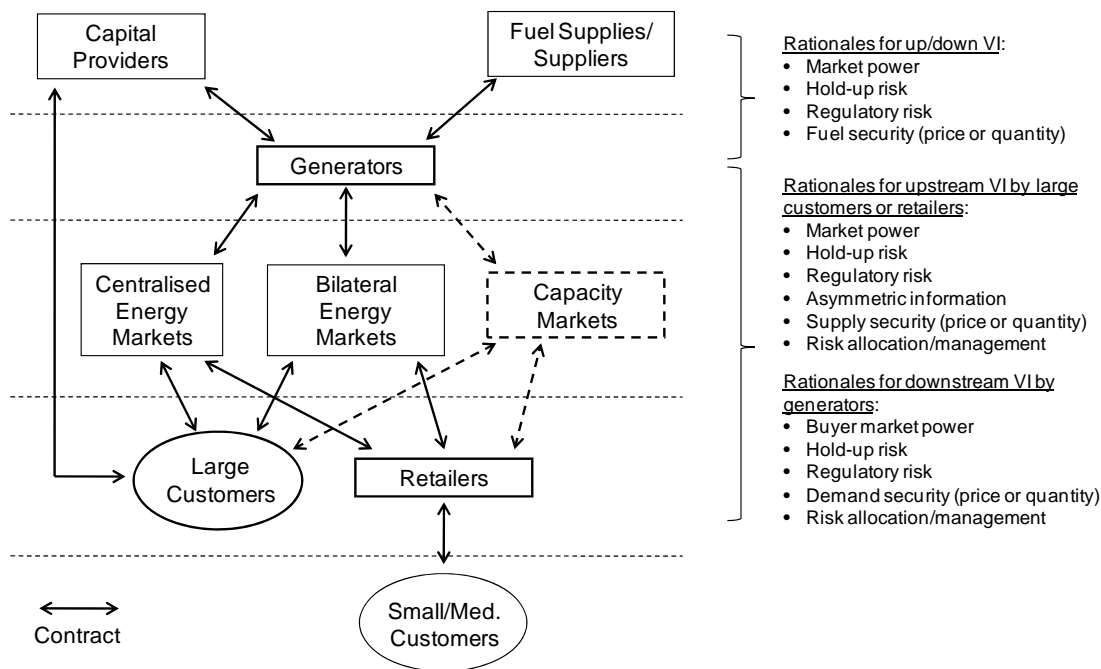 Capital
Providers
Fuel Supplies/
Suppliers
Generators
Centralised
Energy
Markets
Bilateral
Energy
Markets
Capacity
Markets
Large
Customers
Retailers
Small/Med.
Customers
Contract
Rationales for up/down VI:
• Market power
• Hold-up risk
• Regulatory risk
• Fuel security (price or quantity)
Rationales for upstream VI by large
customers or retailers:
• Market power
• Hold-up risk
• Regulatory risk
• Asymmetric information
• Supply security (price or quantity)
• Risk allocation/management
Rationales for downstream VI by
generators:
• Buyer market power
• Hold-up risk
• Regulatory risk
• Demand security (price or quantity)
• Risk allocation/management